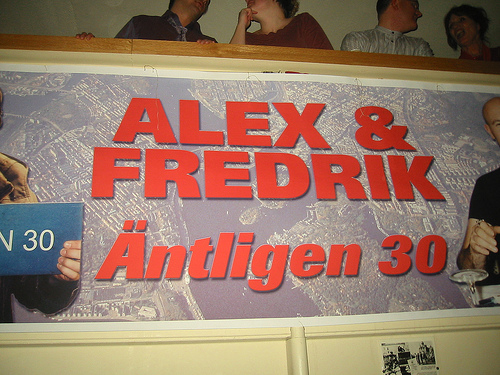 ALEX &
FREDRIK
Äntligen 30
N 30